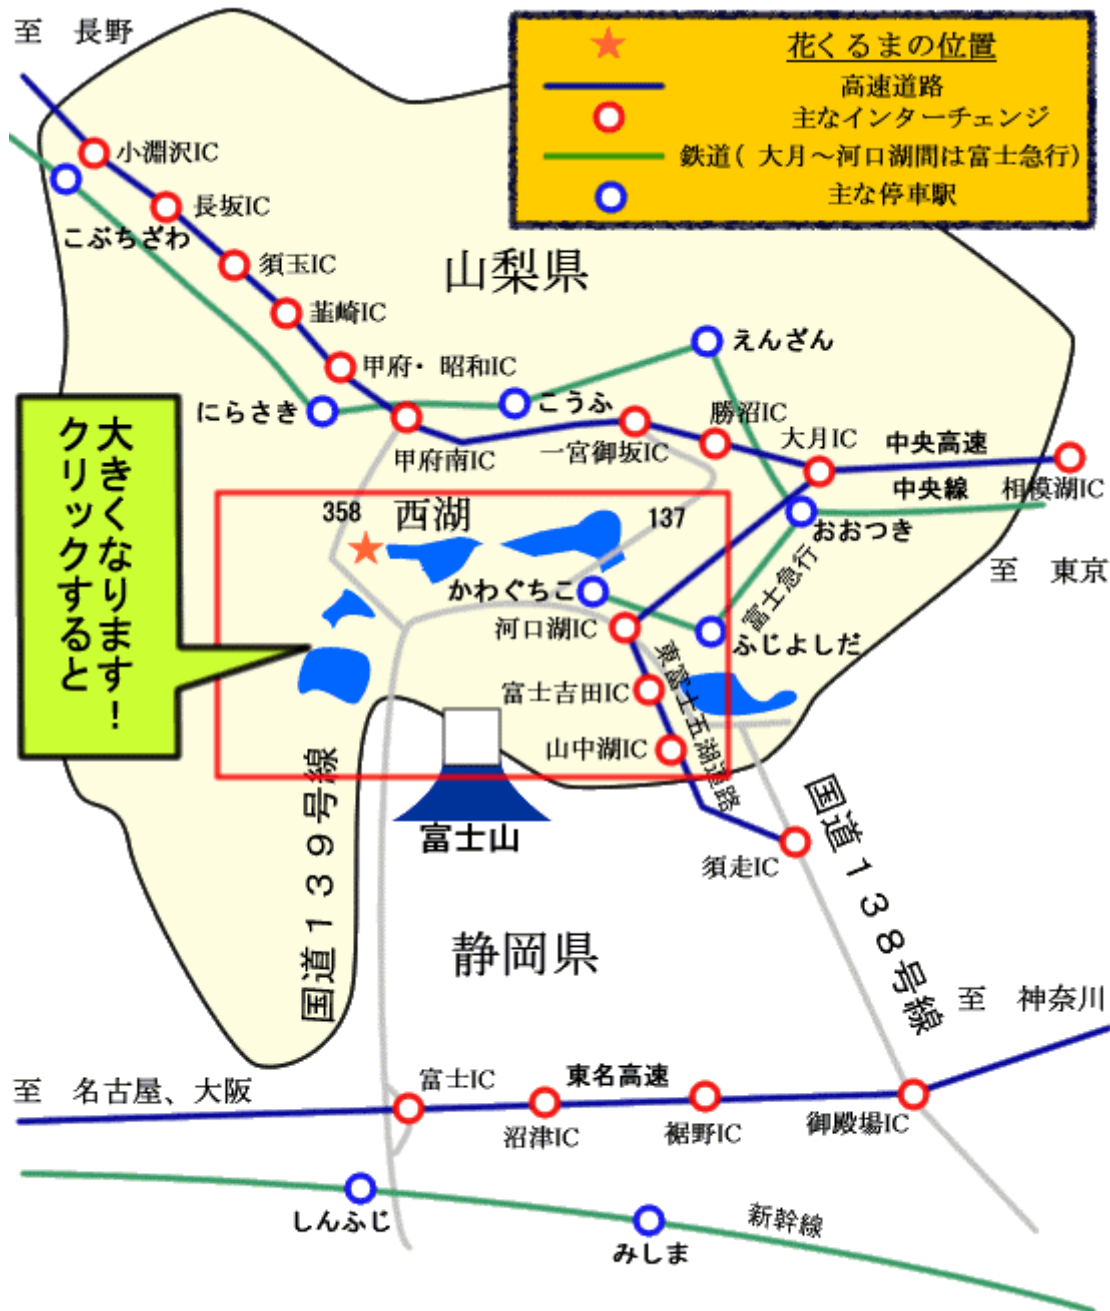 至 長野
花くるまの位置
高速道路
主なインターチェンジ
鉄道( 大月～河口湖間は富士急行)
主な停車駅
小淵沢IC
長坂IC
こぶちざわ
須玉IC
山梨県
韮崎IC
えんざん
甲府・昭和IC
にらさき
こうふ
勝沼IC
大月IC
甲府南IC
一宮御坂IC
中央高速
相模湖IC
中央線
大きくなります!
クリックすると
358
西湖
137
おおつき
至 東京
かわぐちこ
富士急行
河口湖IC
ふじよしだ
東富士五湖道路
富士吉田IC
山中湖IC
国道139号線
富士山
須走IC
国道138号線
静岡県
至 神奈川
至 名古屋、大阪
富士IC
東名高速
沼津IC
裾野IC
御殿場IC
しんふじ
新幹線
みしま